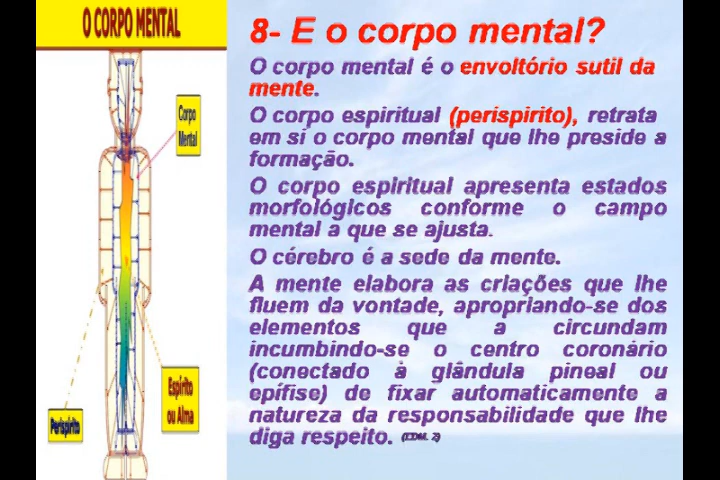 O CORPO MENTAL
Corpo
Mental
Espírito
ou Alma
Perispírito
8- E o corpo mental?
O corpo mental é o envoltório sutil da
mente.
O corpo espiritual (perispirito), retrata
em si o corpo mental que lhe preside a
formação.
O corpo espiritual apresenta estados
morfológicos conforme o campo
mental a que se ajusta.
O cérebro é a sede da mente.
A mente elabora as criações que lhe
fluem da vontade, apropriando-se dos
elementos que a circundam
incumbindo-se o centro coronário
(conectado à glândula pineal ou
epífise) de fixar automaticamente a
natureza da responsabilidade que lhe
diga respeito.